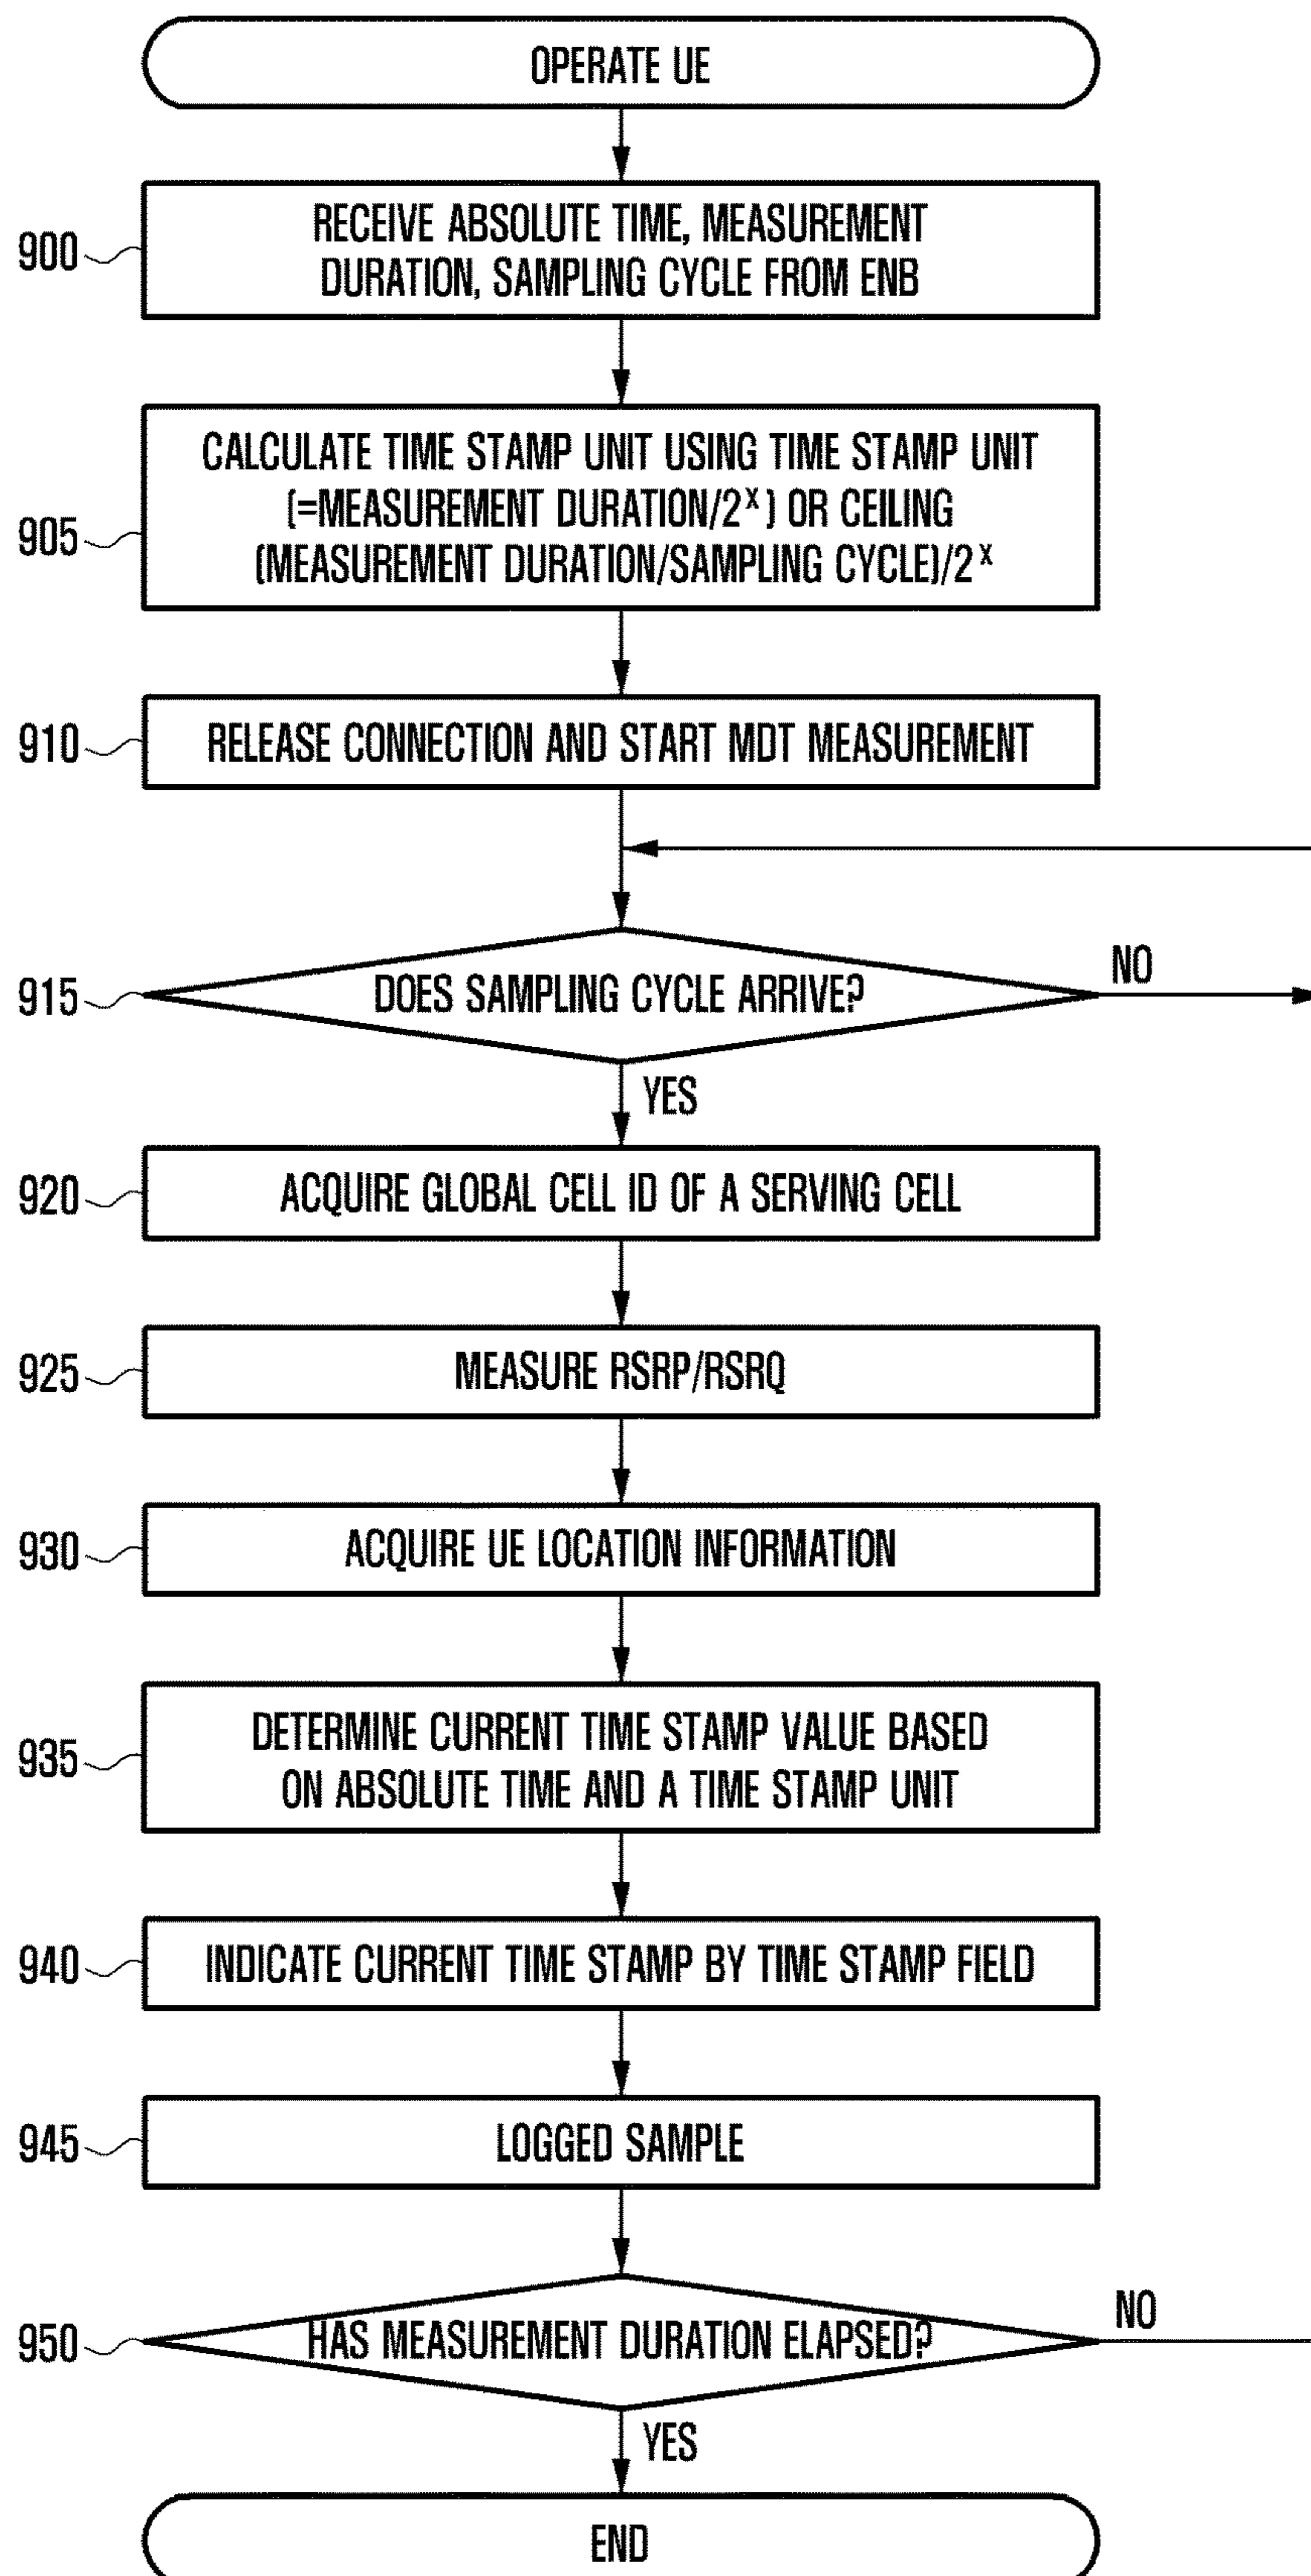 OPERATE UE
900
RECEIVE ABSOLUTE TIME, MEASUREMENT
DURATION, SAMPLING CYCLE FROM ENB
905
CALCULATE TIME STAMP UNIT USING TIME STAMP UNIT
(=MEASUREMENT DURATION/2ˣ) OR CEILING
(MEASUREMENT DURATION/SAMPLING CYCLE)/2ˣ
910
RELEASE CONNECTION AND START MDT MEASUREMENT
915
DOES SAMPLING CYCLE ARRIVE?
NO
YES
920
ACQUIRE GLOBAL CELL ID OF A SERVING CELL
925
MEASURE RSRP/RSRQ
930
ACQUIRE UE LOCATION INFORMATION
935
DETERMINE CURRENT TIME STAMP VALUE BASED
ON ABSOLUTE TIME AND A TIME STAMP UNIT
940
INDICATE CURRENT TIME STAMP BY TIME STAMP FIELD
945
LOGGED SAMPLE
950
HAS MEASUREMENT DURATION ELAPSED?
NO
YES
END